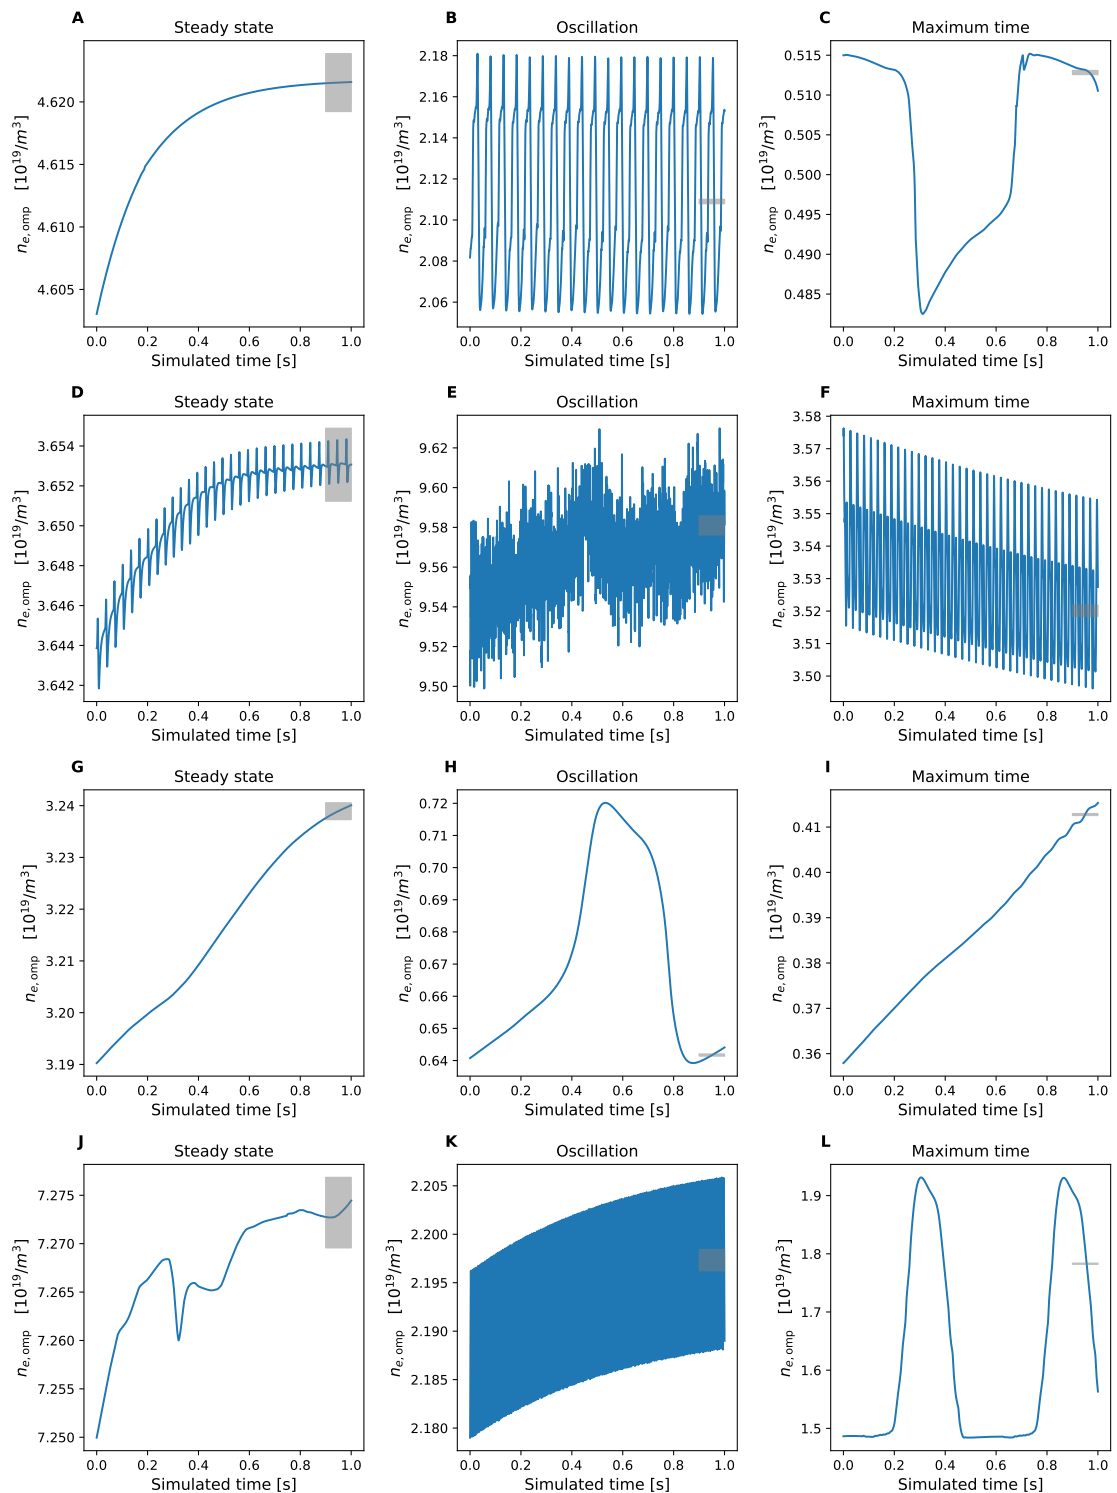 A Steady state
n_{e, omp} [10^{19}/m^3]
4.620
4.615
4.610
4.605
0.0 0.2 0.4 0.6 0.8 1.0
Simulated time [s]
B Oscillation
n_{e, omp} [10^{19}/m^3]
2.18
2.16
2.14
2.12
2.10
2.08
2.06
0.0 0.2 0.4 0.6 0.8 1.0
Simulated time [s]
C Maximum time
n_{e, omp} [10^{19}/m^3]
0.515
0.510
0.505
0.500
0.495
0.490
0.485
0.0 0.2 0.4 0.6 0.8 1.0
Simulated time [s]
D Steady state
n_{e, omp} [10^{19}/m^3]
3.654
3.652
3.650
3.648
3.646
3.644
3.642
0.0 0.2 0.4 0.6 0.8 1.0
Simulated time [s]
E Oscillation
n_{e, omp} [10^{19}/m^3]
9.62
9.60
9.58
9.56
9.54
9.52
9.50
0.0 0.2 0.4 0.6 0.8 1.0
Simulated time [s]
F Maximum time
n_{e, omp} [10^{19}/m^3]
3.58
3.57
3.56
3.55
3.54
3.53
3.52
3.51
3.50
0.0 0.2 0.4 0.6 0.8 1.0
Simulated time [s]
G Steady state
n_{e, omp} [10^{19}/m^3]
3.24
3.23
3.22
3.21
3.20
3.19
0.0 0.2 0.4 0.6 0.8 1.0
Simulated time [s]
H Oscillation
n_{e, omp} [10^{19}/m^3]
0.72
0.71
0.70
0.69
0.68
0.67
0.66
0.65
0.64
0.0 0.2 0.4 0.6 0.8 1.0
Simulated time [s]
I Maximum time
n_{e, omp} [10^{19}/m^3]
0.41
0.40
0.39
0.38
0.37
0.36
0.0 0.2 0.4 0.6 0.8 1.0
Simulated time [s]
J Steady state
n_{e, omp} [10^{19}/m^3]
7.275
7.270
7.265
7.260
7.255
7.250
0.0 0.2 0.4 0.6 0.8 1.0
Simulated time [s]
K Oscillation
n_{e, omp} [10^{19}/m^3]
2.205
2.200
2.195
2.190
2.185
2.180
0.0 0.2 0.4 0.6 0.8 1.0
Simulated time [s]
L Maximum time
n_{e, omp} [10^{19}/m^3]
1.9
1.8
1.7
1.6
1.5
0.0 0.2 0.4 0.6 0.8 1.0
Simulated time [s]